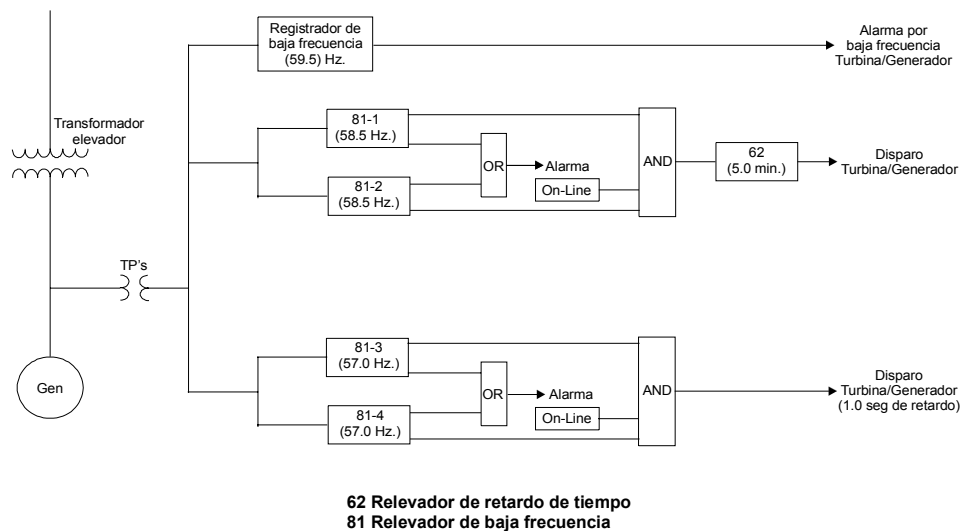 Registrador de
baja frecuencia
(59.5) Hz.
Alarma por
baja frecuencia
Turbina/Generador
Transformador
elevador
81-1
(58.5 Hz.)
OR
Alarma
On-Line
AND
62
(5.0 min.)
Disparo
Turbina/Generador
81-2
(58.5 Hz.)
TP's
Gen
81-3
(57.0 Hz.)
OR
Alarma
On-Line
AND
Disparo
Turbina/Generador
(1.0 seg de retardo)
81-4
(57.0 Hz.)
62 Relevador de retardo de tiempo
81 Relevador de baja frecuencia